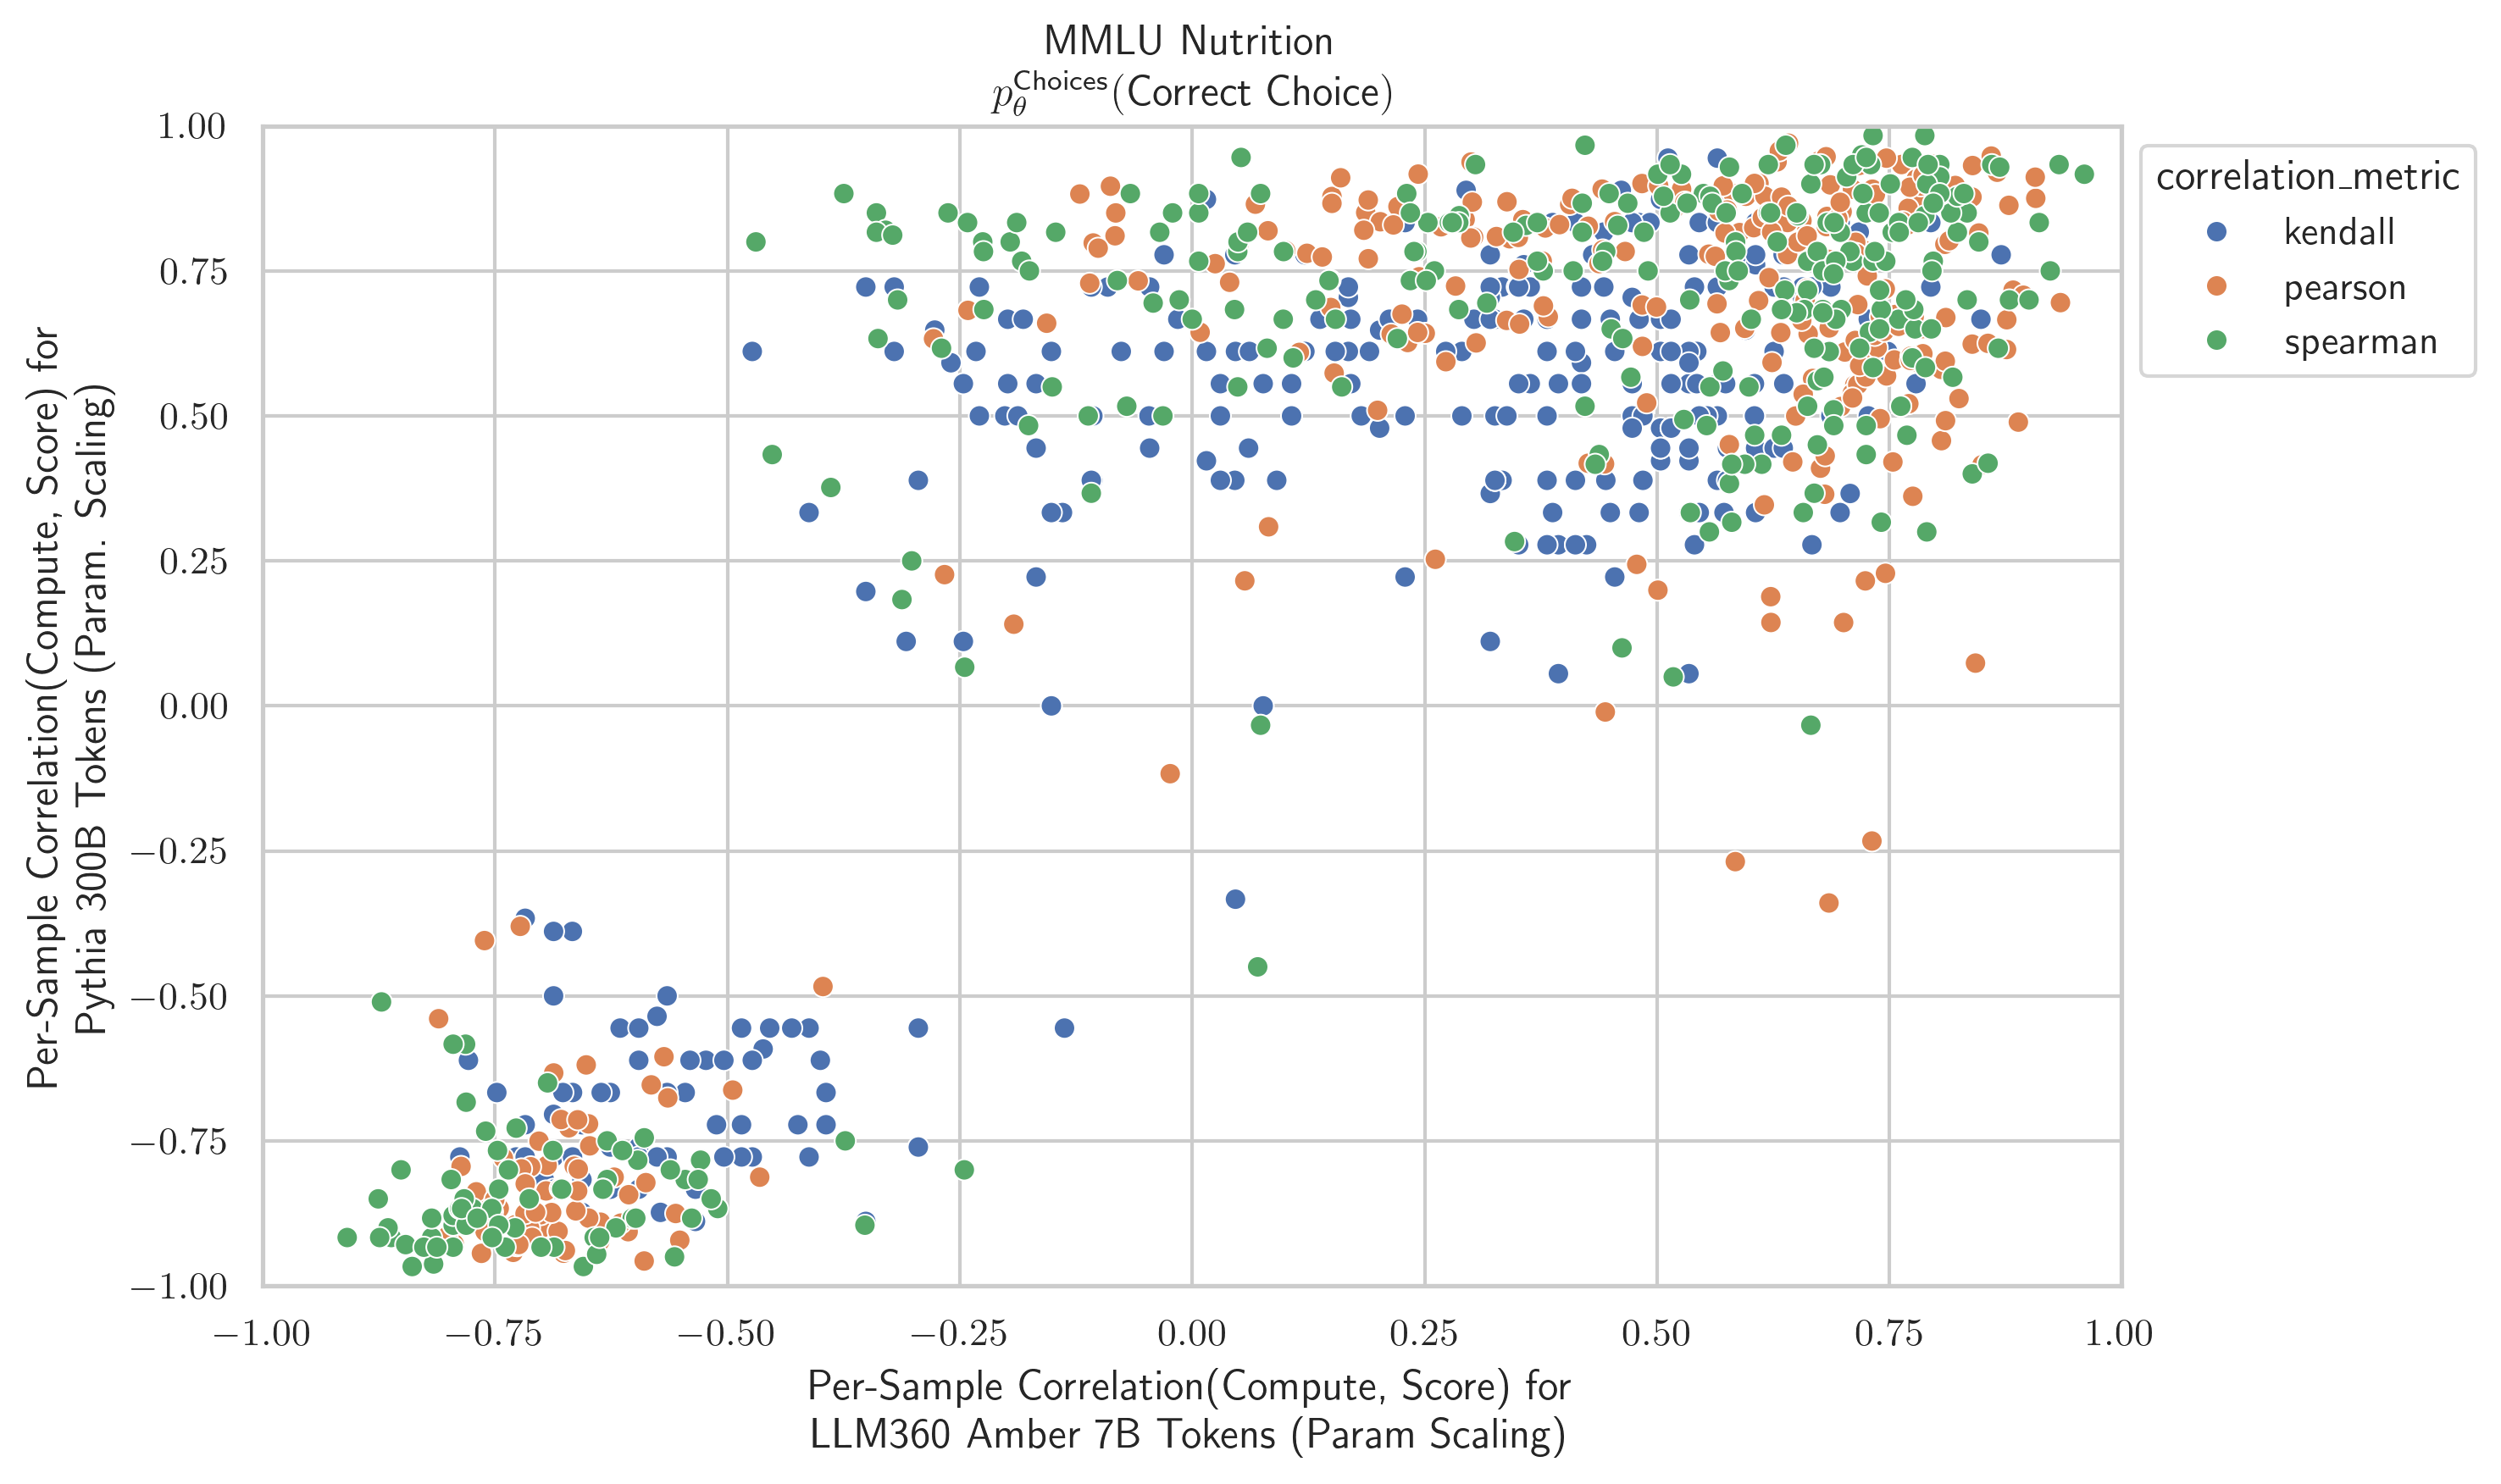 MMLU Nutrition
p_θ^Choices(Correct Choice)
1.00
0.75
0.50
0.25
0.00
−0.25
−0.50
−0.75
−1.00
Per-Sample Correlation(Compute, Score) for
Pythia 300B Tokens (Param. Scaling)
correlation_metric
kendall
pearson
spearman
−1.00 −0.75 −0.50 −0.25 0.00 0.25 0.50 0.75 1.00
Per-Sample Correlation(Compute, Score) for
LLM360 Amber 7B Tokens (Param Scaling)